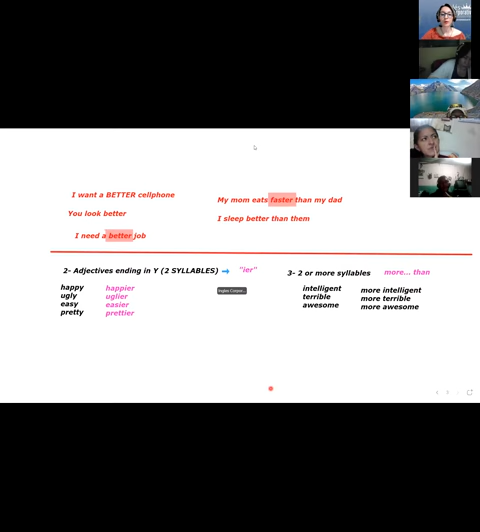 I want a BETTER cellphone
You look better
I need a better job
My mom eats faster than my dad
I sleep better than them
2- Adjectives ending in Y (2 SYLLABLES) → "ier"
happy happier
ugly uglier
easy easier
pretty prettier
3- 2 or more syllables more... than
intelligent more intelligent
terrible more terrible
awesome more awesome